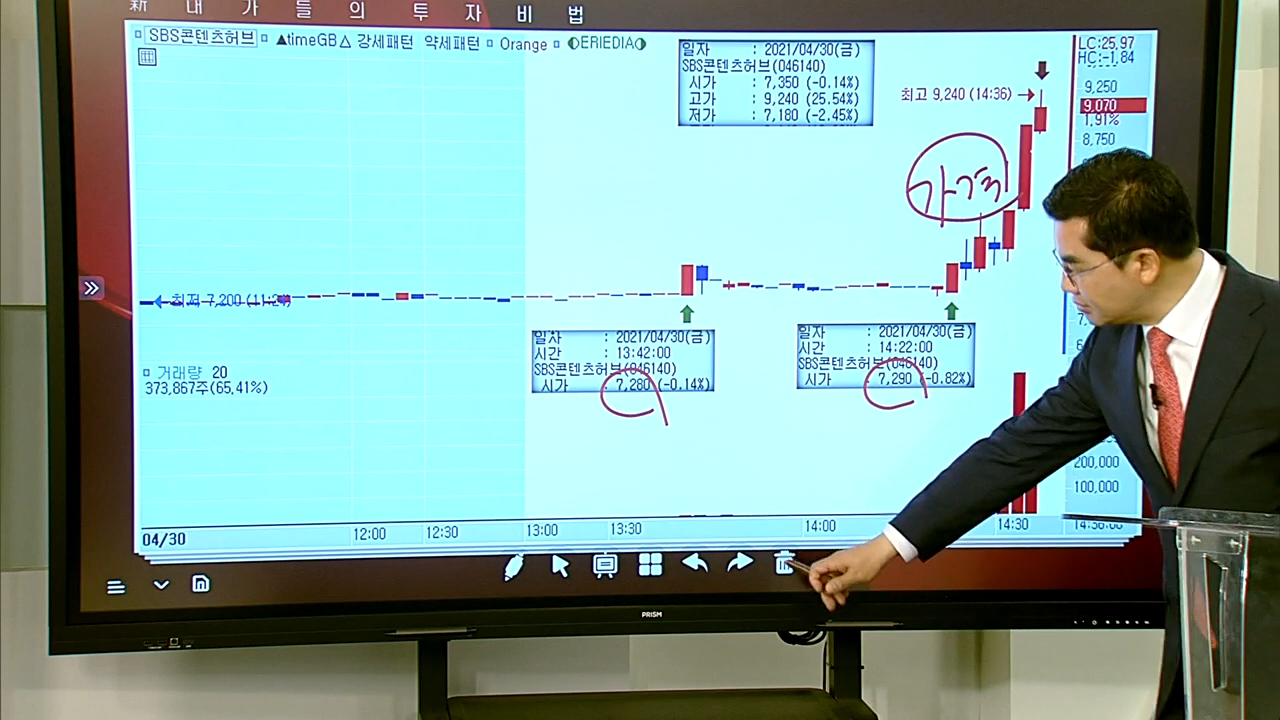 新 내 가 들 의 투 자 비 법
SBS콘텐츠허브 ▲timeGB△ 강세패턴 약세패턴 Orange ◐ERIEDIA◑
일자 : 2021/04/30(금)
SBS콘텐츠허브(046140)
시가 : 7,350 (-0.14%)
고가 : 9,240 (25.54%)
저가 : 7,180 (-2.45%)
LC:25.97
HC:-1.84
최고 9,240 (14:36)
9,250
9,070
1.91%
8,750
가격
최저 7,200
일자 : 2021/04/30(금)
시간 : 13:42:00
SBS콘텐츠허브(046140)
시가 : 7,280 (-0.14%)
일자 : 2021/04/30(금)
시간 : 14:22:00
SBS콘텐츠허브(046140)
시가 : 7,290 (-0.82%)
거래량 20
373,867주(65.41%)
200,000
100,000
04/30 12:00 12:30 13:00 13:30 14:00 14:30 14:36:00
PRISM